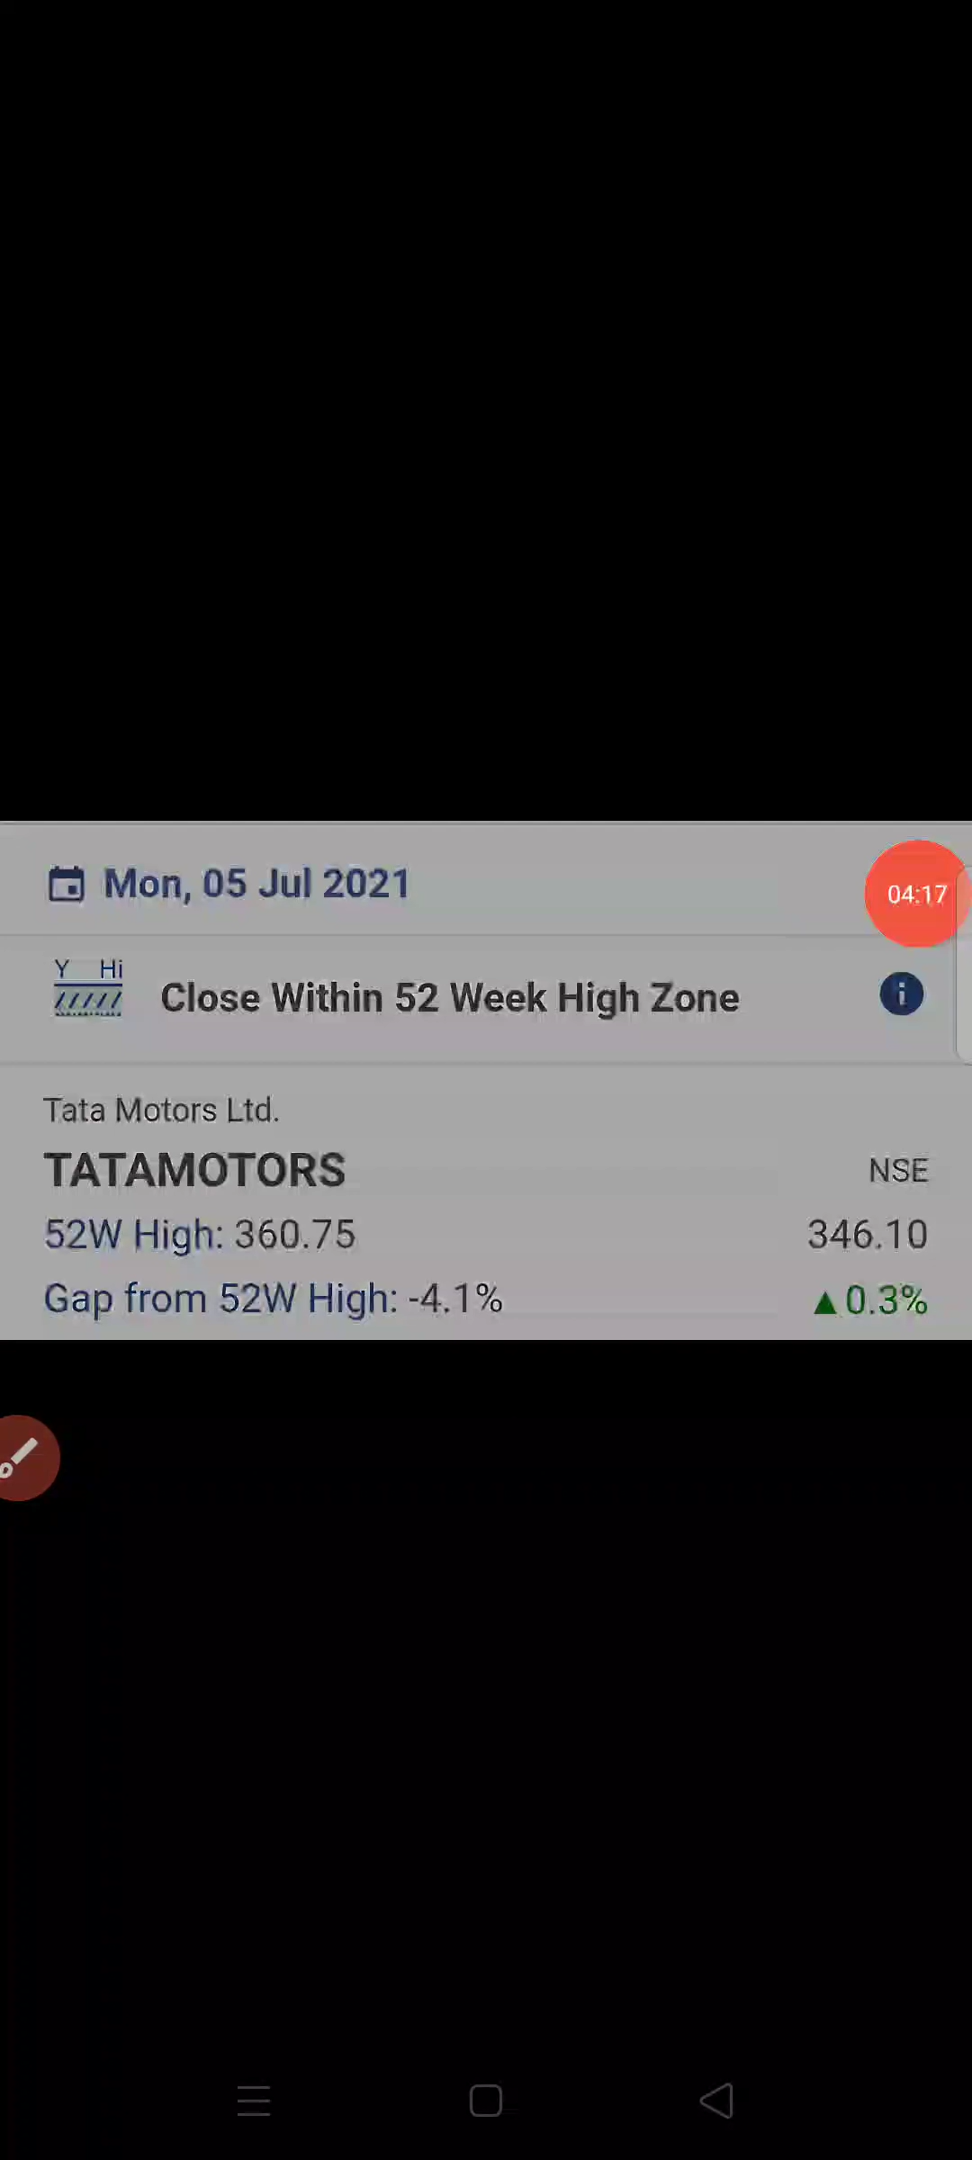 Mon, 05 Jul 2021
04:17
Y Hi
Close Within 52 Week High Zone
i
Tata Motors Ltd.
TATAMOTORS
NSE
52W High: 360.75
346.10
Gap from 52W High: -4.1%
▲0.3%